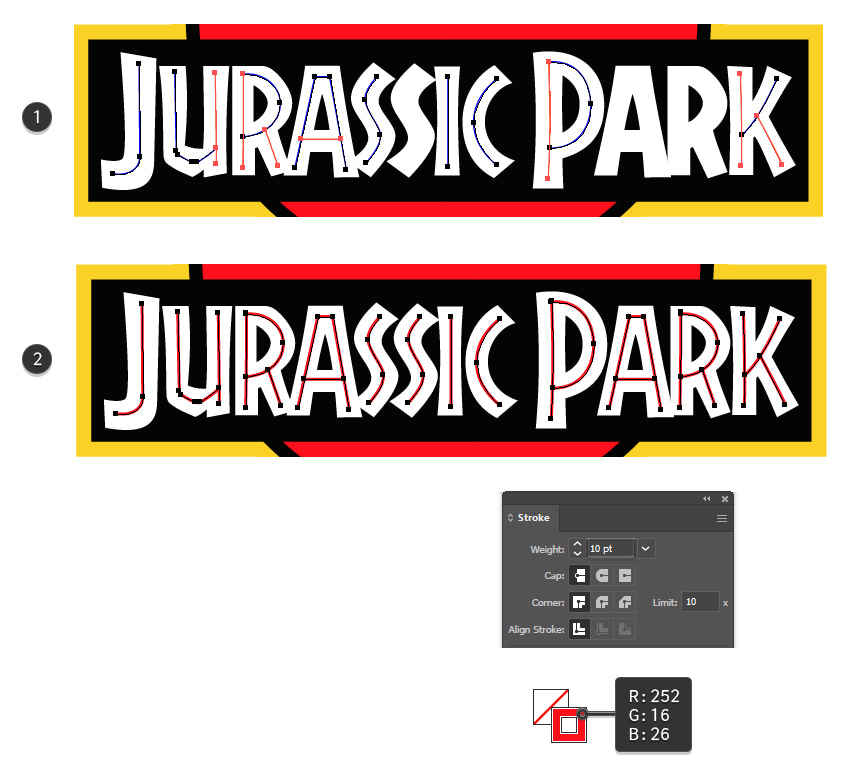 1
JURASSIC PARK
2
JURASSIC PARK
Stroke
Weight: 10 pt
Cap:
Corner: Limit: 10 x
Align Stroke:
R: 252
G: 16
B: 26